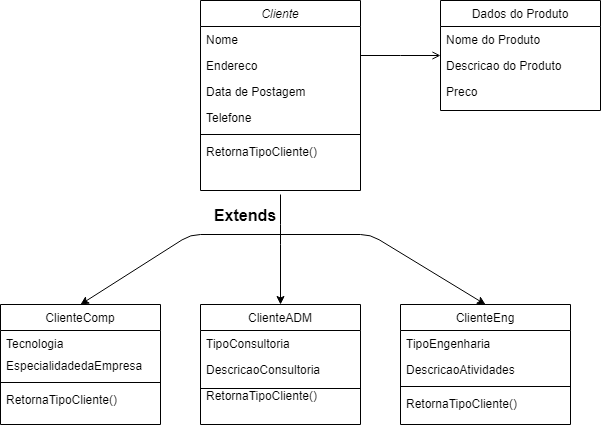 Cliente
Nome
Endereco
Data de Postagem
Telefone
RetornaTipoCliente()
Dados do Produto
Nome do Produto
Descricao do Produto
Preco
Extends
ClienteComp
Tecnologia
EspecialidadedaEmpresa
RetornaTipoCliente()
ClienteADM
TipoConsultoria
DescricaoConsultoria
RetornaTipoCliente()
ClienteEng
TipoEngenharia
DescricaoAtividades
RetornaTipoCliente()